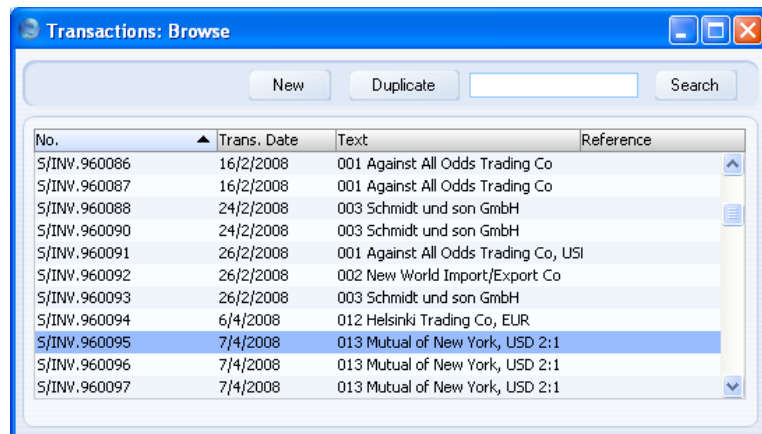 Transactions: Browse
New Duplicate Search
No. Trans. Date Text Reference
S/INV.960086 16/2/2008 001 Against All Odds Trading Co
S/INV.960087 16/2/2008 001 Against All Odds Trading Co
S/INV.960088 24/2/2008 003 Schmidt und son GmbH
S/INV.960090 24/2/2008 003 Schmidt und son GmbH
S/INV.960091 26/2/2008 001 Against All Odds Trading Co, USI
S/INV.960092 26/2/2008 002 New World Import/Export Co
S/INV.960093 26/2/2008 003 Schmidt und son GmbH
S/INV.960094 6/4/2008 012 Helsinki Trading Co, EUR
S/INV.960095 7/4/2008 013 Mutual of New York, USD 2:1
S/INV.960096 7/4/2008 013 Mutual of New York, USD 2:1
S/INV.960097 7/4/2008 013 Mutual of New York, USD 2:1